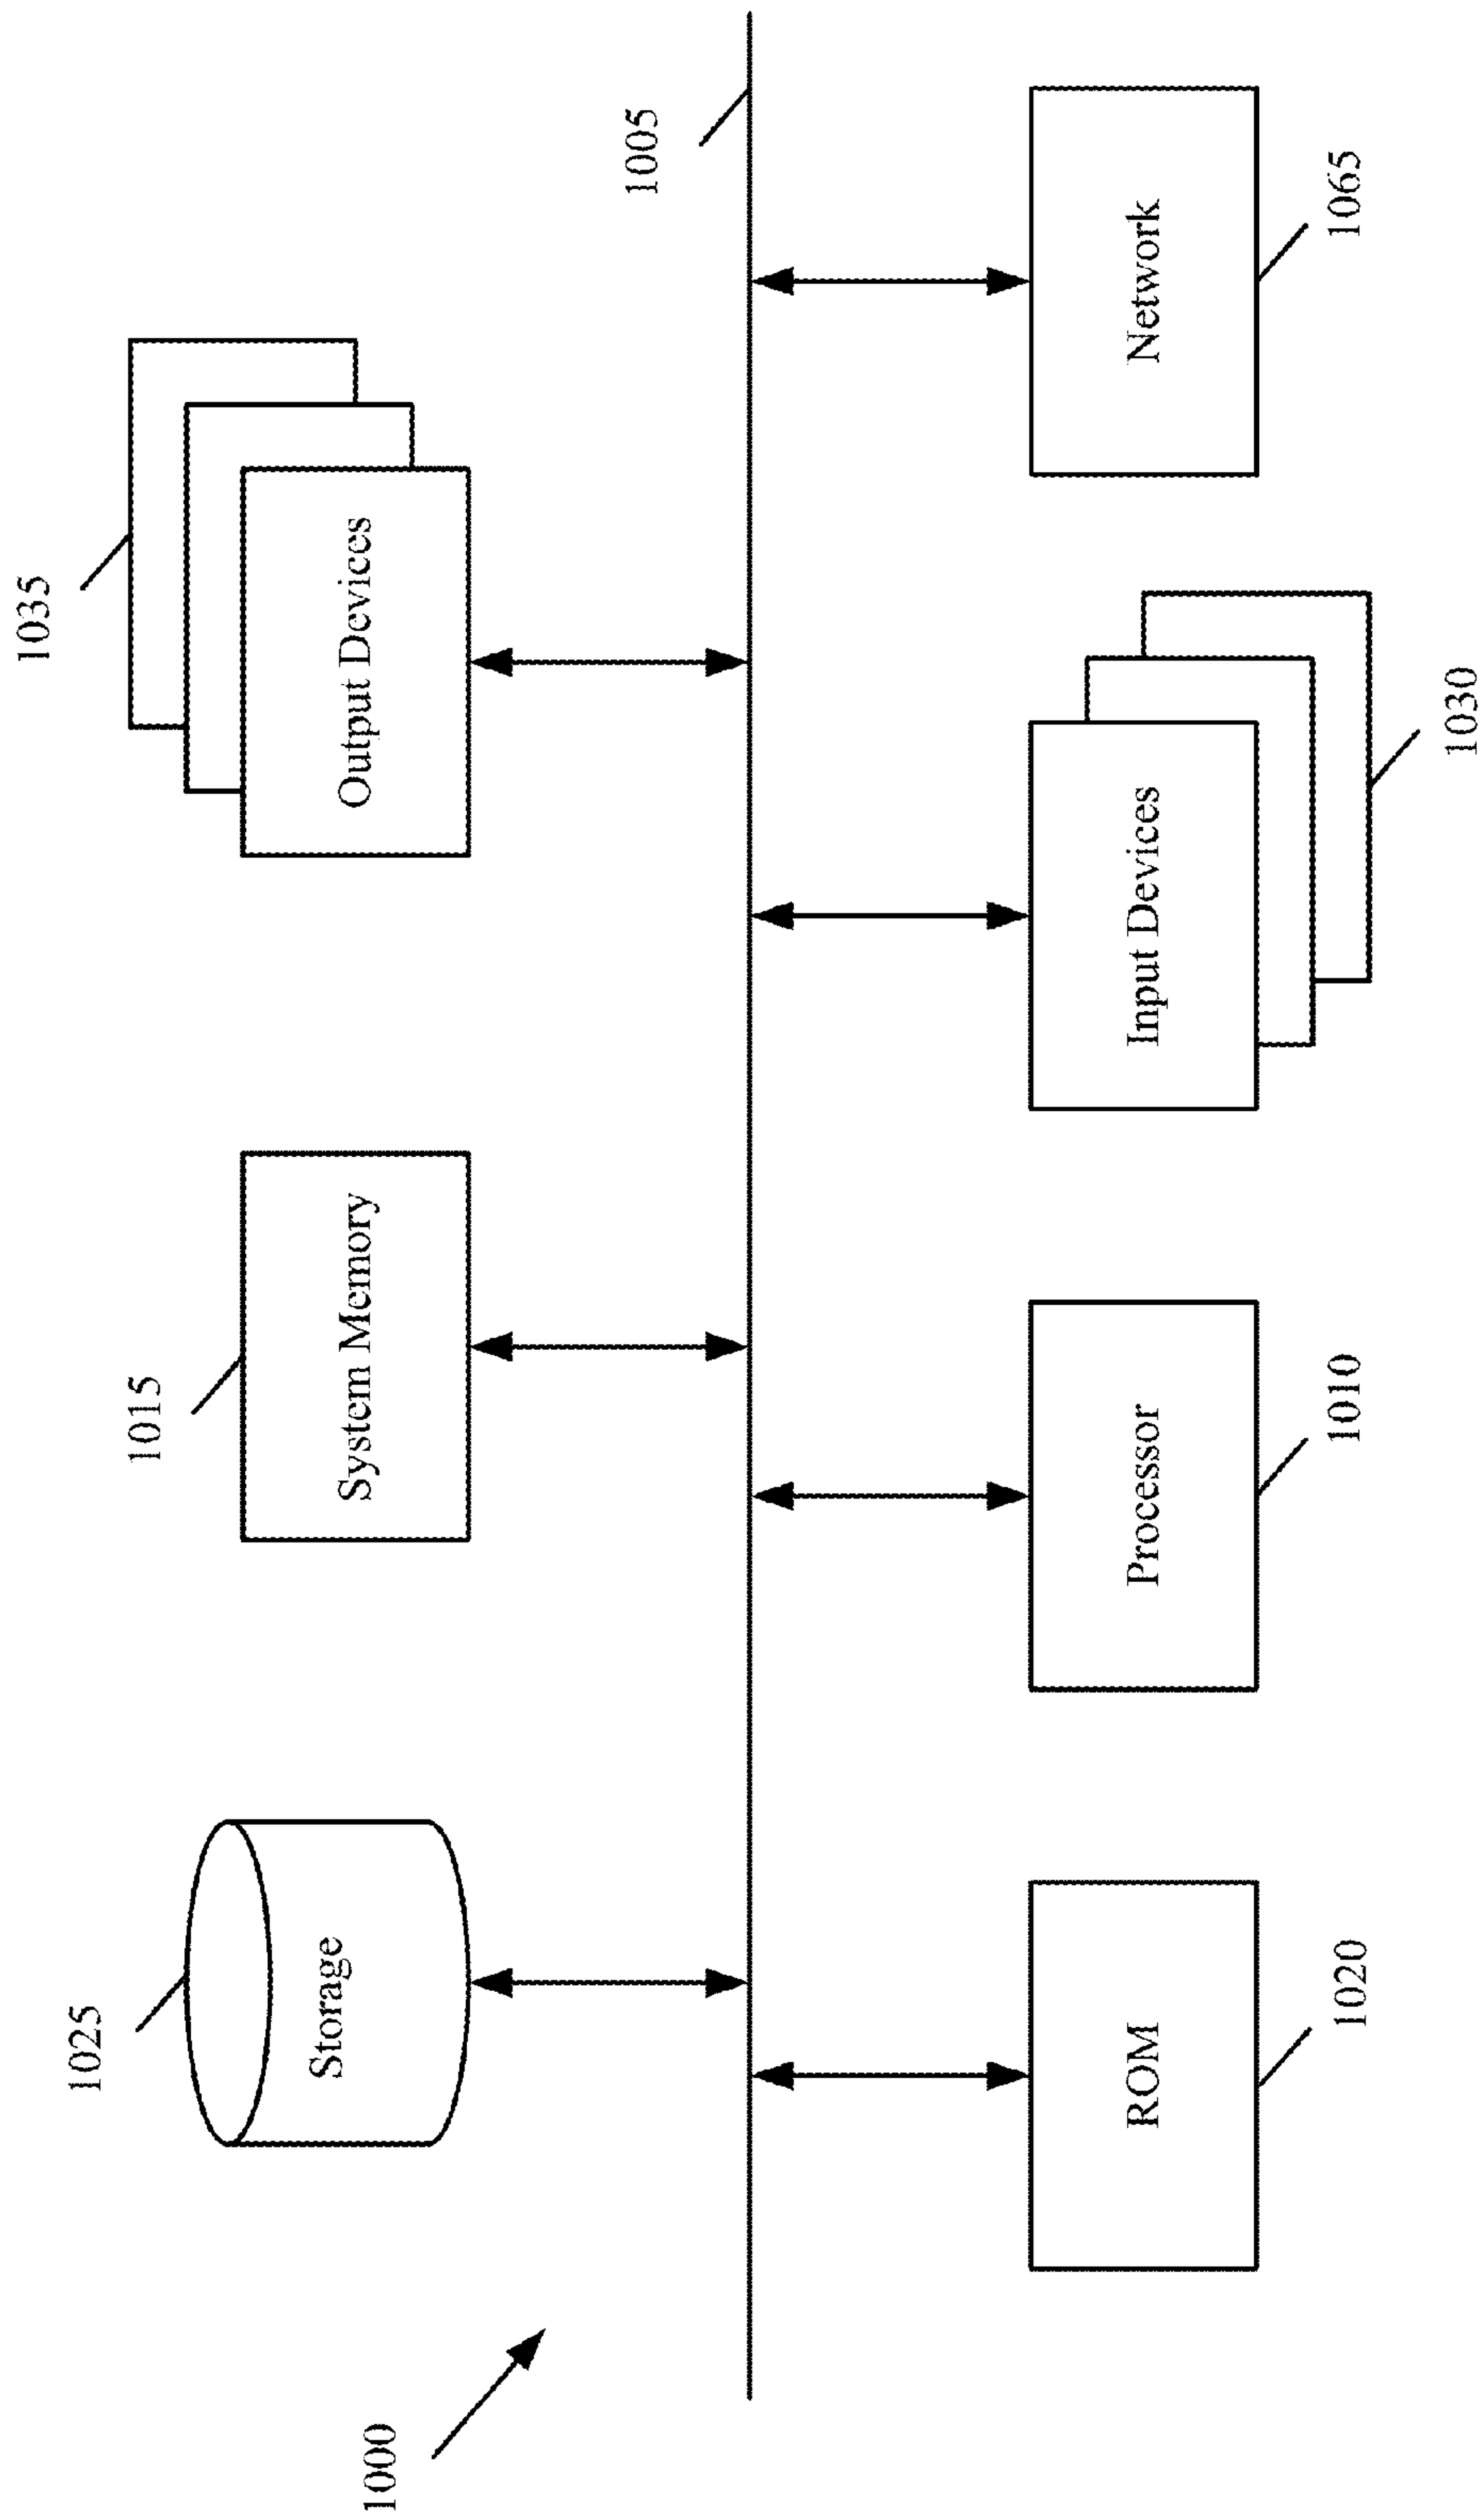 1035
1025
1015
Output Devices
Storage
System Memory
1005
1000
ROM
Processor
Input Devices
Network
1020
1010
1065
1030